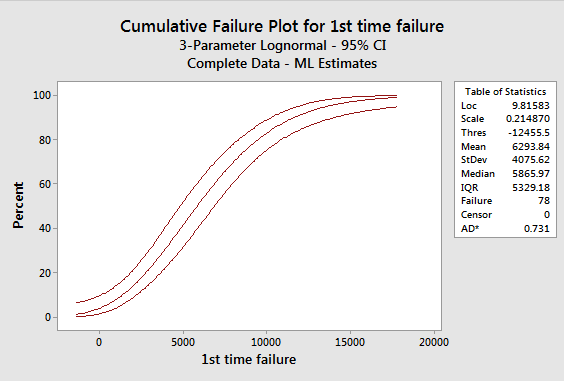 Cumulative Failure Plot for 1st time failure
3-Parameter Lognormal - 95% CI
Complete Data - ML Estimates
100
80
60
40
20
0
Percent
0 5000 10000 15000 20000
1st time failure
Table of Statistics
Loc 9.81583
Scale 0.214870
Thres -12455.5
Mean 6293.84
StDev 4075.62
Median 5865.97
IQR 5329.18
Failure 78
Censor 0
AD* 0.731